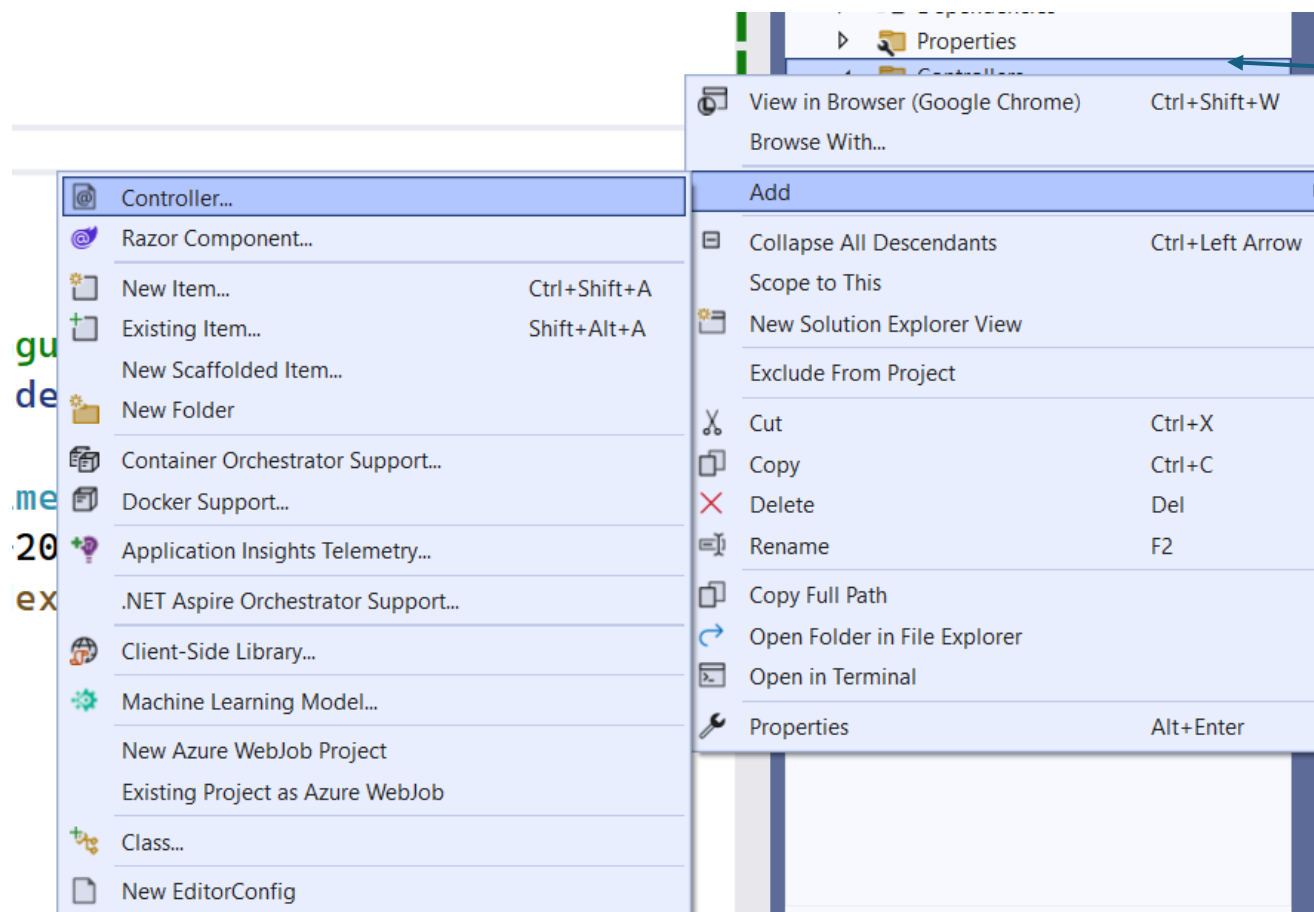 Properties
View in Browser (Google Chrome) Ctrl+Shift+W
Browse With...
Add
Collapse All Descendants Ctrl+Left Arrow
Scope to This
New Solution Explorer View
Exclude From Project
Cut Ctrl+X
Copy Ctrl+C
Delete Del
Rename F2
Copy Full Path
Open Folder in File Explorer
Open in Terminal
Properties Alt+Enter
Controller...
Razor Component...
New Item... Ctrl+Shift+A
Existing Item... Shift+Alt+A
New Scaffolded Item...
New Folder
Container Orchestrator Support...
Docker Support...
Application Insights Telemetry...
.NET Aspire Orchestrator Support...
Client-Side Library...
Machine Learning Model...
New Azure WebJob Project
Existing Project as Azure WebJob
Class...
New EditorConfig
gu
de
me
20
ex